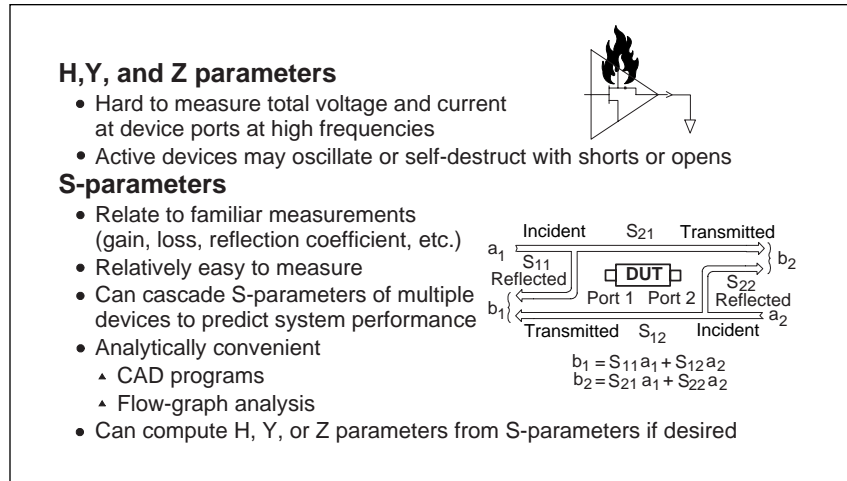 H,Y, and Z parameters
• Hard to measure total voltage and current
at device ports at high frequencies
• Active devices may oscillate or self-destruct with shorts or opens
S-parameters
• Relate to familiar measurements
(gain, loss, reflection coefficient, etc.)
• Relatively easy to measure
• Can cascade S-parameters of multiple
devices to predict system performance
• Analytically convenient
▴ CAD programs
▴ Flow-graph analysis
• Can compute H, Y, or Z parameters from S-parameters if desired
Incident S21 Transmitted
a1
S11
Reflected
b1
DUT
Port 1 Port 2
b2
S22
Reflected
a2
Transmitted S12 Incident
b1 = S11 a1 + S12 a2
b2 = S21 a1 + S22 a2